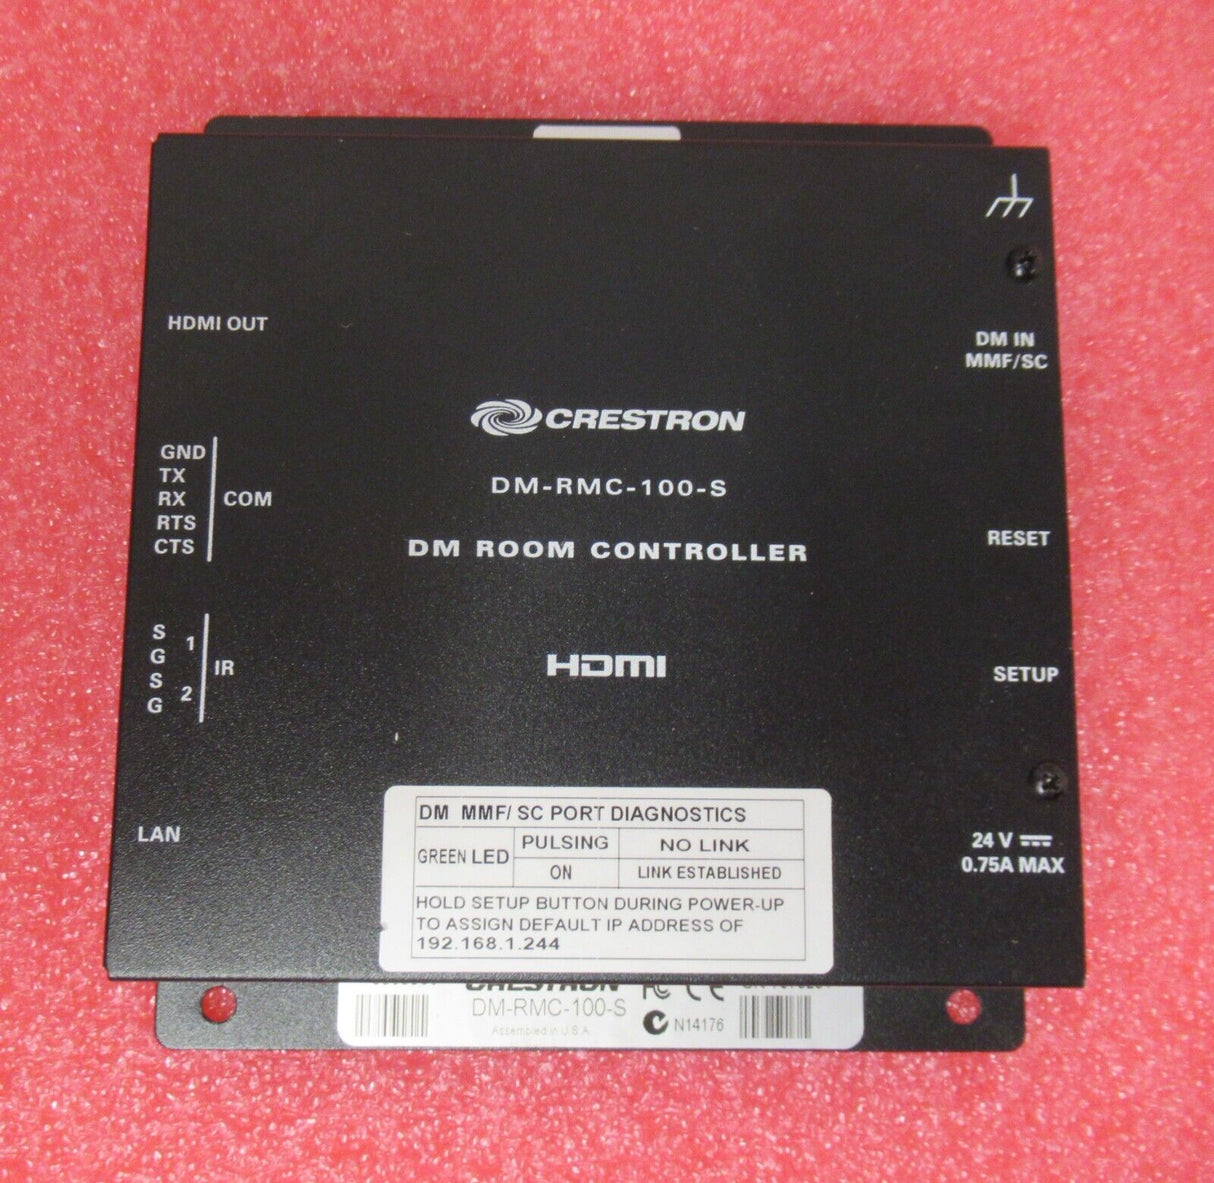 HDMI OUT
DM IN
MMF/SC
CRESTRON
DM-RMC-100-S
DM ROOM CONTROLLER
HDMI
GND
TX
RX
RTS
CTS
COM
S
G
1
S
G
2
IR
LAN
RESET
SETUP
24 V
0.75A MAX
DM MMF/ SC PORT DIAGNOSTICS
GREEN LED PULSING NO LINK
ON LINK ESTABLISHED
HOLD SETUP BUTTON DURING POWER-UP
TO ASSIGN DEFAULT IP ADDRESS OF
192.168.1.244
CRESTRON FC CE
DM-RMC-100-S
Assembled in U.S.A.
N14176